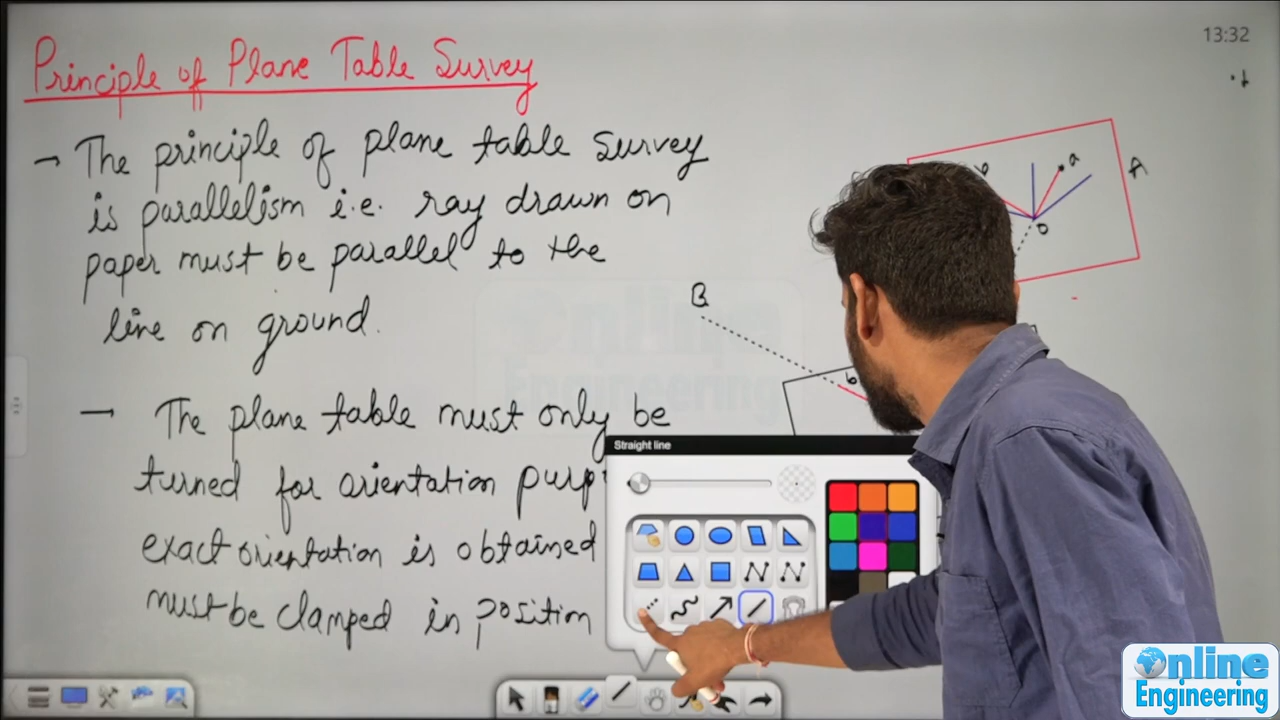 Principle of Plane Table Survey
13:32
→ The principle of plane table survey
is parallelism i.e. ray drawn on
paper must be parallel to the
line on ground.
a
A
b
o
B
b
→ The plane table must only be
turned for orientation
exact orientation is obtained
must be clamped in position
Straight line
Online
Engineering
Online
Engineering